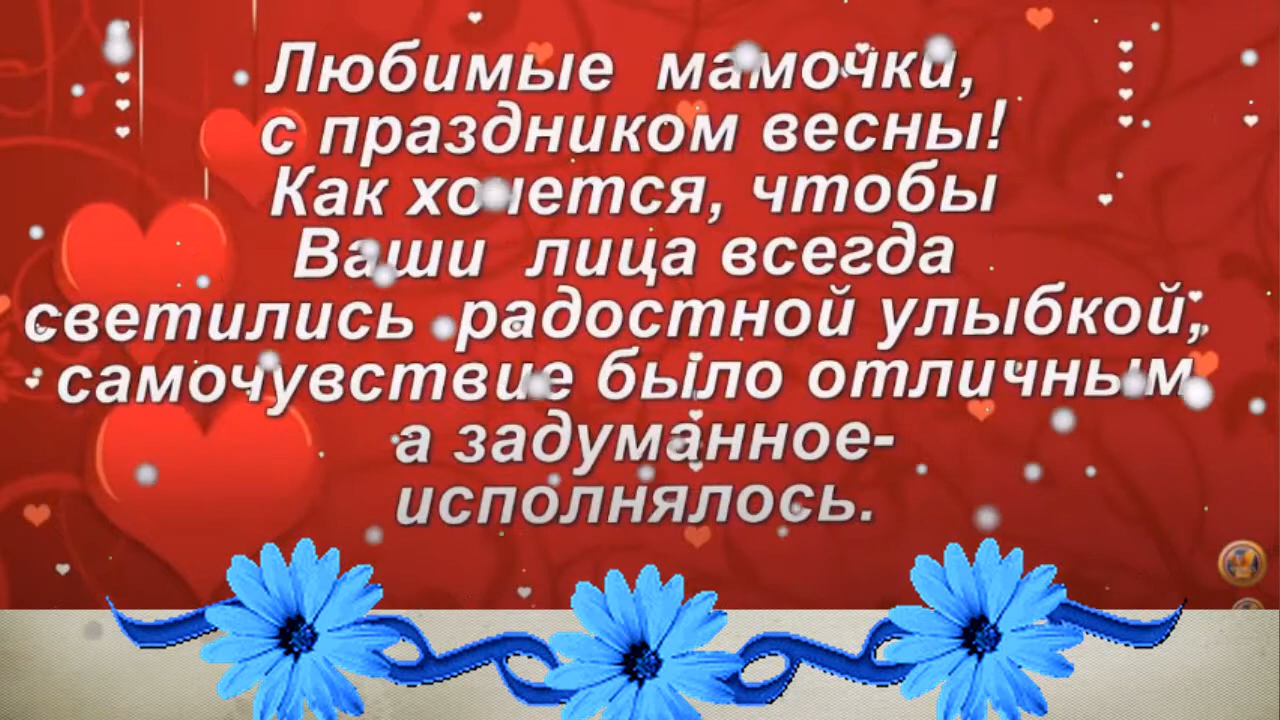 Любимые мамочки,
с праздником весны!
Как хочется, чтобы
Ваши лица всегда
светились радостной улыбкой,
самочувствие было отличным
а задуманное-
исполнялось.